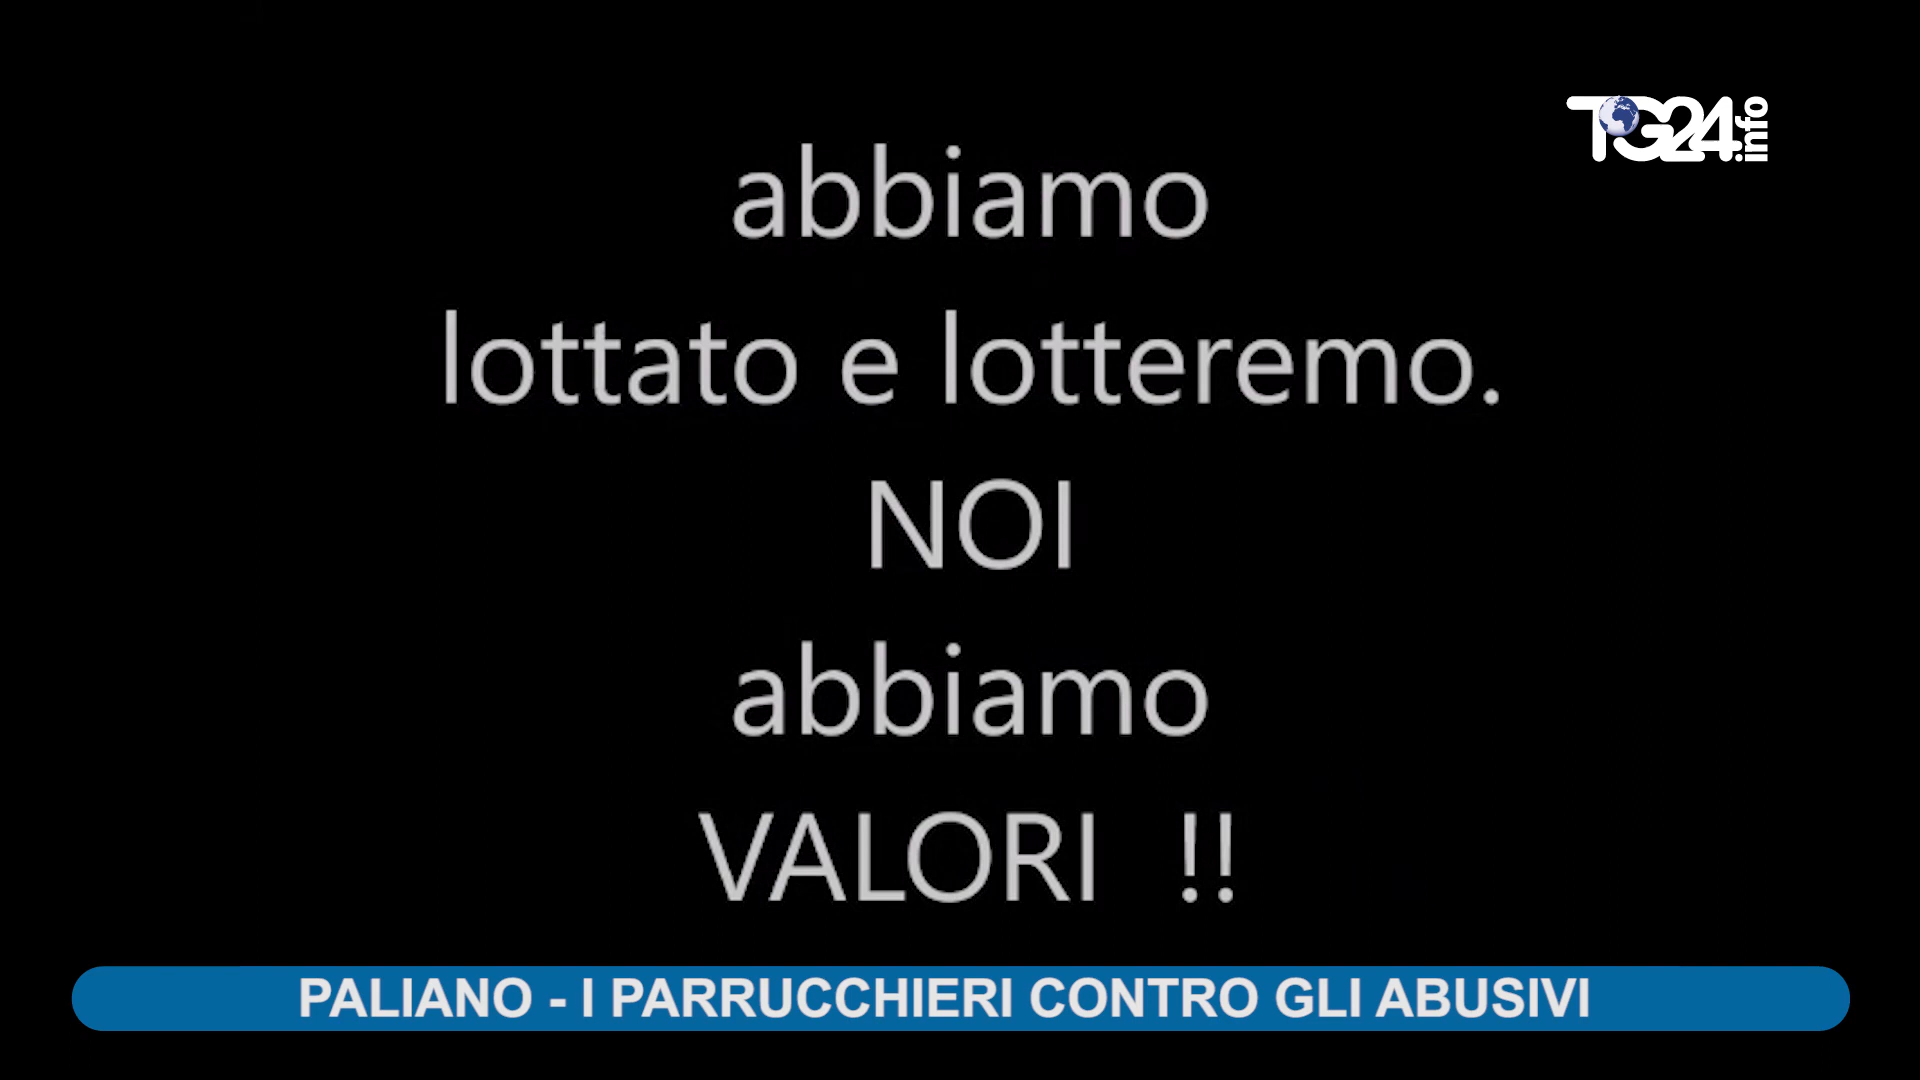 TG24
info
abbiamo
lottato e lotteremo.
NOI
abbiamo
VALORI !!
PALIANO - I PARRUCCHIERI CONTRO GLI ABUSIVI